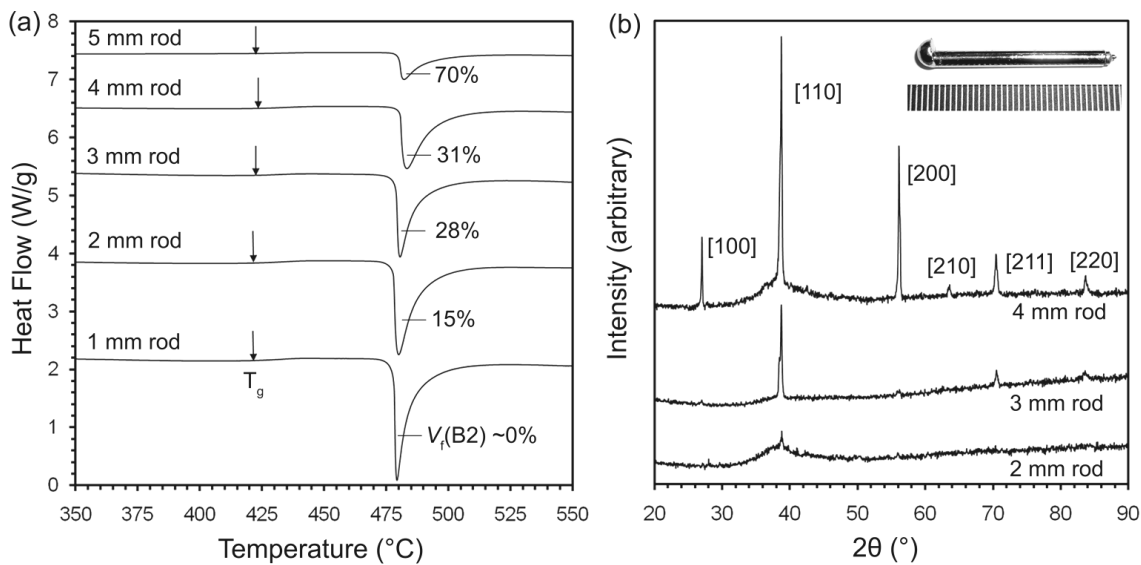 (a)
8
7
6
5
4
3
2
1
0
Heat Flow (W/g)
5 mm rod
70%
4 mm rod
31%
3 mm rod
28%
2 mm rod
15%
1 mm rod
Tg
Vf(B2) ~0%
350 375 400 425 450 475 500 525 550
Temperature (°C)
(b)
Intensity (arbitrary)
[110]
[200]
[100]
[210]
[211]
[220]
4 mm rod
3 mm rod
2 mm rod
20 30 40 50 60 70 80 90
2θ (°)